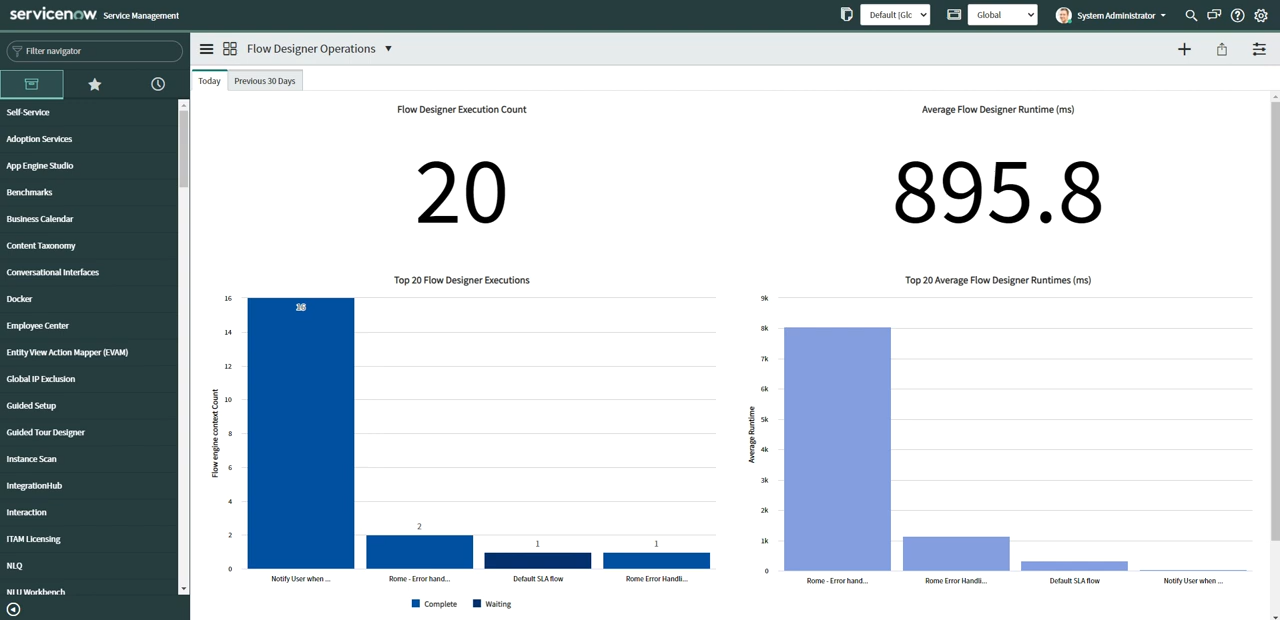 servicenow Service Management
Default |Glc
Global
System Administrator
Filter navigator
Flow Designer Operations
Today
Previous 30 Days
Self-Service
Adoption Services
App Engine Studio
Benchmarks
Business Calendar
Content Taxonomy
Conversational Interfaces
Docker
Employee Center
Entity View Action Mapper (EVAM)
Global IP Exclusion
Guided Setup
Guided Tour Designer
Instance Scan
IntegrationHub
Interaction
ITAM Licensing
NLQ
NLU Workbench
Flow Designer Execution Count
20
Average Flow Designer Runtime (ms)
895.8
Top 20 Flow Designer Executions
Flow engine context Count
16
14
12
10
8
6
4
2
0
16
2
1
1
Notify User when ...
Rome - Error hand...
Default SLA flow
Rome Error Handli...
Complete
Waiting
Top 20 Average Flow Designer Runtimes (ms)
Average Runtime
9k
8k
7k
6k
5k
4k
3k
2k
1k
0
Rome - Error hand...
Rome Error Handli...
Default SLA flow
Notify User when ...